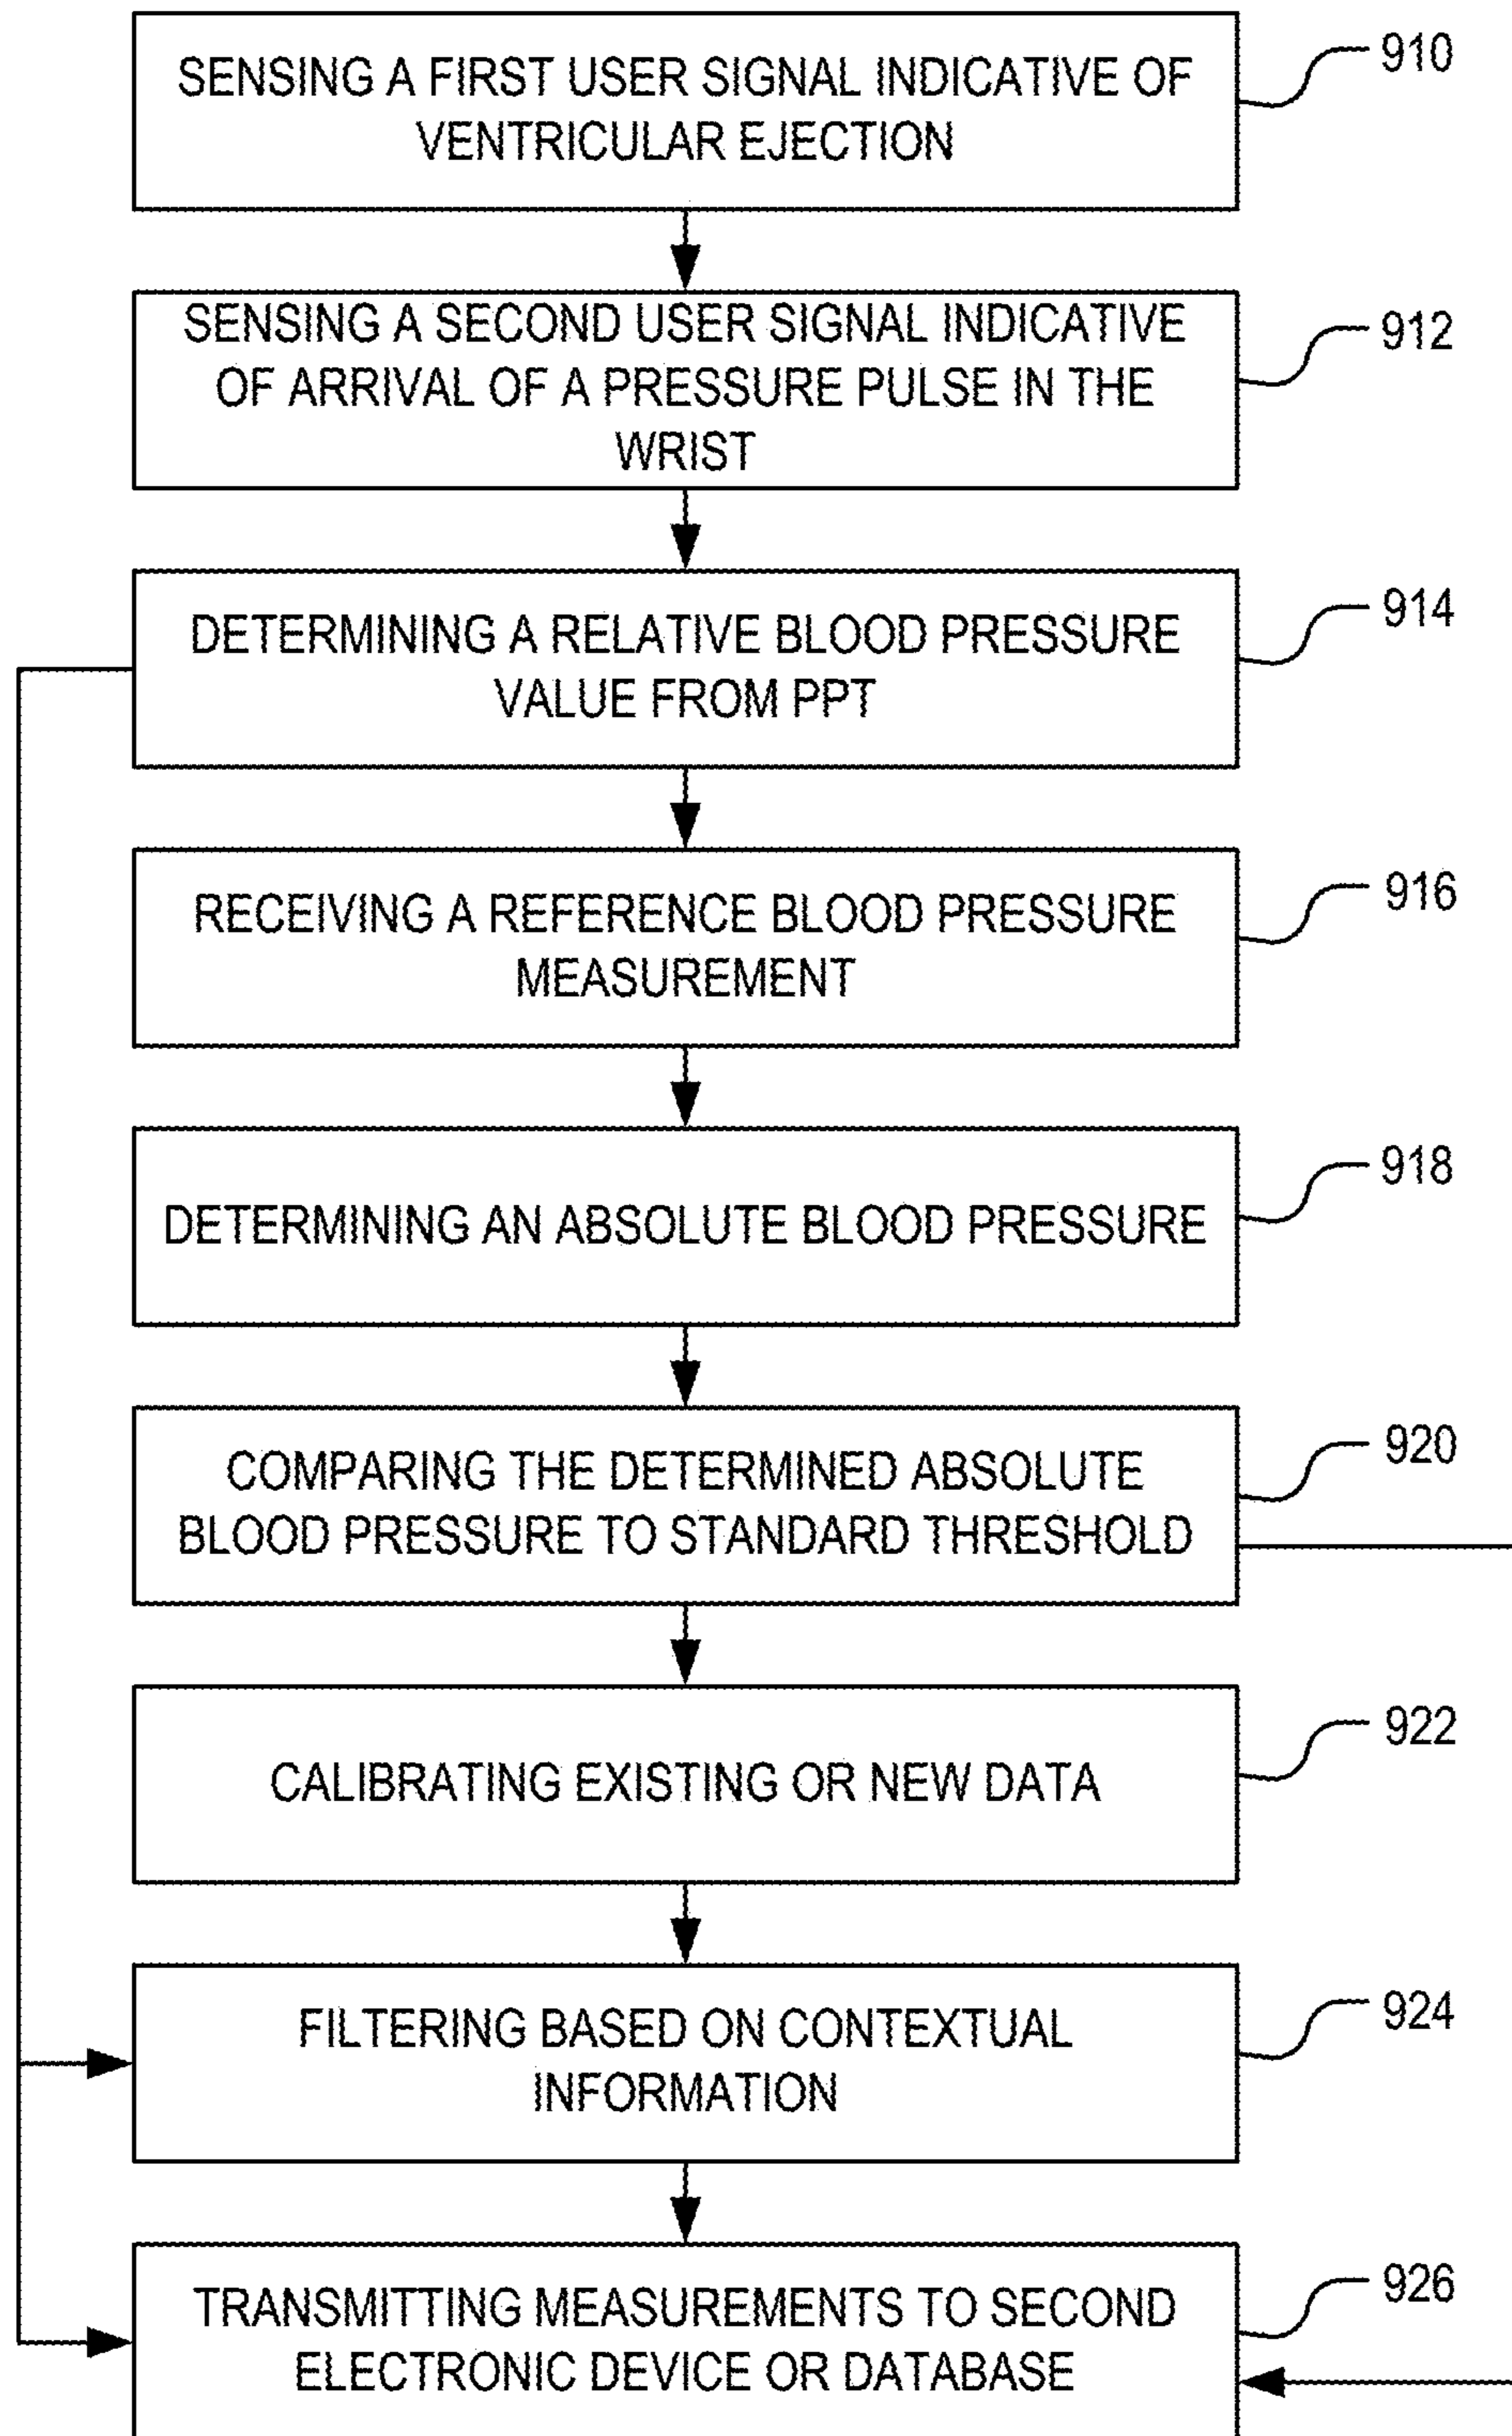 SENSING A FIRST USER SIGNAL INDICATIVE OF
VENTRICULAR EJECTION
910
SENSING A SECOND USER SIGNAL INDICATIVE
OF ARRIVAL OF A PRESSURE PULSE IN THE
WRIST
912
DETERMINING A RELATIVE BLOOD PRESSURE
VALUE FROM PPT
914
RECEIVING A REFERENCE BLOOD PRESSURE
MEASUREMENT
916
DETERMINING AN ABSOLUTE BLOOD PRESSURE
918
COMPARING THE DETERMINED ABSOLUTE
BLOOD PRESSURE TO STANDARD THRESHOLD
920
CALIBRATING EXISTING OR NEW DATA
922
FILTERING BASED ON CONTEXTUAL
INFORMATION
924
TRANSMITTING MEASUREMENTS TO SECOND
ELECTRONIC DEVICE OR DATABASE
926